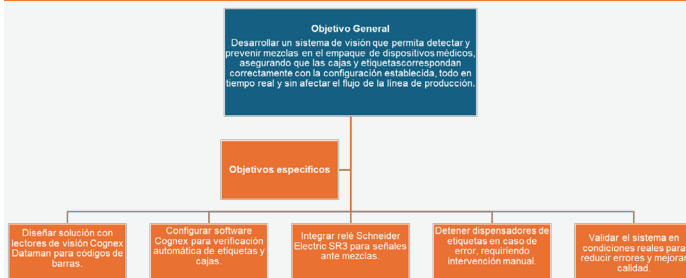 Objetivo General
Desarrollar un sistema de visión que permita detectar y
prevenir mezclas en el empaque de dispositivos médicos,
asegurando que las cajas y etiquetascorrespondan
correctamente con la configuración establecida, todo en
tiempo real y sin afectar el flujo de la línea de producción.
Objetivos específicos
Diseñar solución con
lectores de visión Cognex
Dataman para códigos de
barras.
Configurar software
Cognex para verificación
automática de etiquetas y
cajas.
Integrar relé Schneider
Electric SR3 para señales
ante mezclas.
Detener dispensadores de
etiquetas en caso de
error, requiriendo
intervención manual.
Validar el sistema en
condiciones reales para
reducir errores y mejorar
calidad.